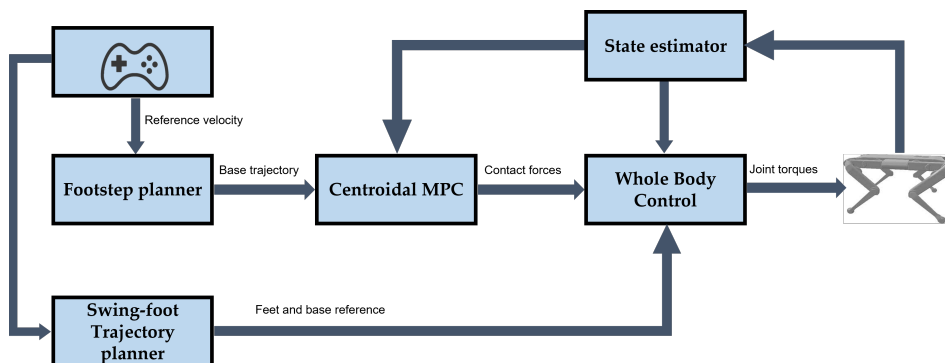 State estimator
Reference velocity
Footstep planner
Base trajectory
Centroidal MPC
Contact forces
Whole Body
Control
Joint torques
Swing-foot
Trajectory
planner
Feet and base reference